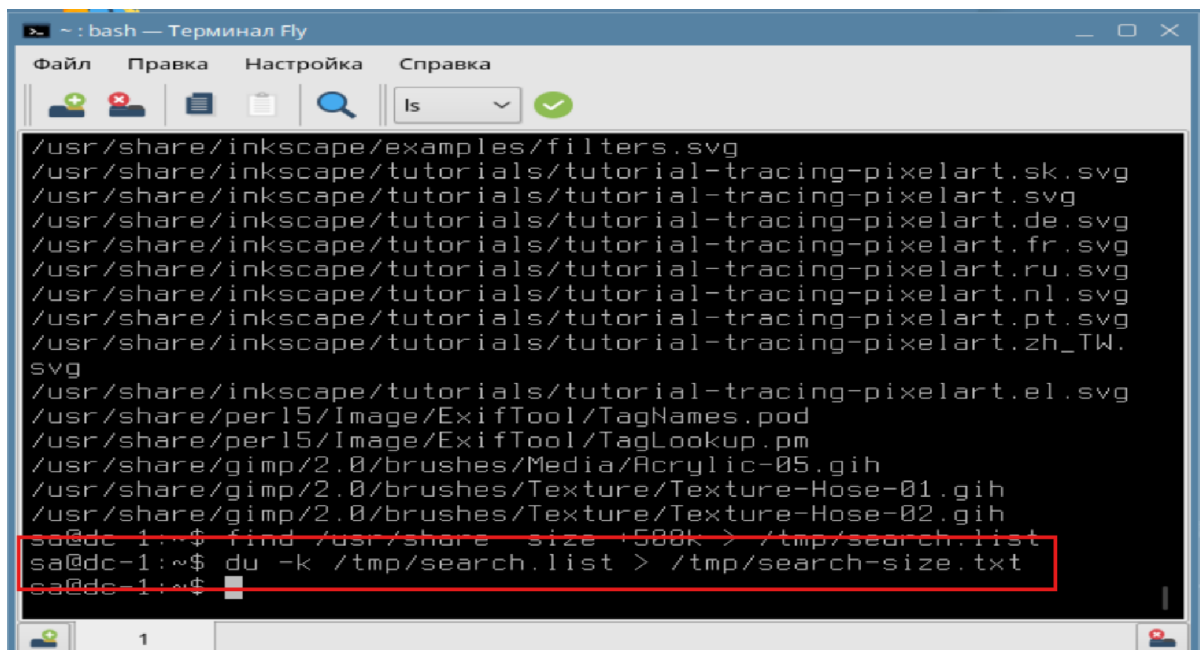 ~ : bash — Терминал Fly
Файл Правка Настройка Справка
ls
/usr/share/inkscape/examples/filters.svg
/usr/share/inkscape/tutorials/tutorial-tracing-pixelart.sk.svg
/usr/share/inkscape/tutorials/tutorial-tracing-pixelart.svg
/usr/share/inkscape/tutorials/tutorial-tracing-pixelart.de.svg
/usr/share/inkscape/tutorials/tutorial-tracing-pixelart.fr.svg
/usr/share/inkscape/tutorials/tutorial-tracing-pixelart.ru.svg
/usr/share/inkscape/tutorials/tutorial-tracing-pixelart.nl.svg
/usr/share/inkscape/tutorials/tutorial-tracing-pixelart.pt.svg
/usr/share/inkscape/tutorials/tutorial-tracing-pixelart.zh_TW.
svg
/usr/share/inkscape/tutorials/tutorial-tracing-pixelart.el.svg
/usr/share/perl5/Image/ExifTool/TagNames.pod
/usr/share/perl5/Image/ExifTool/TagLookup.pm
/usr/share/gimp/2.0/brushes/Media/Acrylic-05.gih
/usr/share/gimp/2.0/brushes/Texture/Texture-Hose-01.gih
/usr/share/gimp/2.0/brushes/Texture/Texture-Hose-02.gih
sa@dc-1:~$ find /usr/share -size +500k > /tmp/search.list
sa@dc-1:~$ du -k /tmp/search.list > /tmp/search-size.txt
sa@dc-1:~$
1